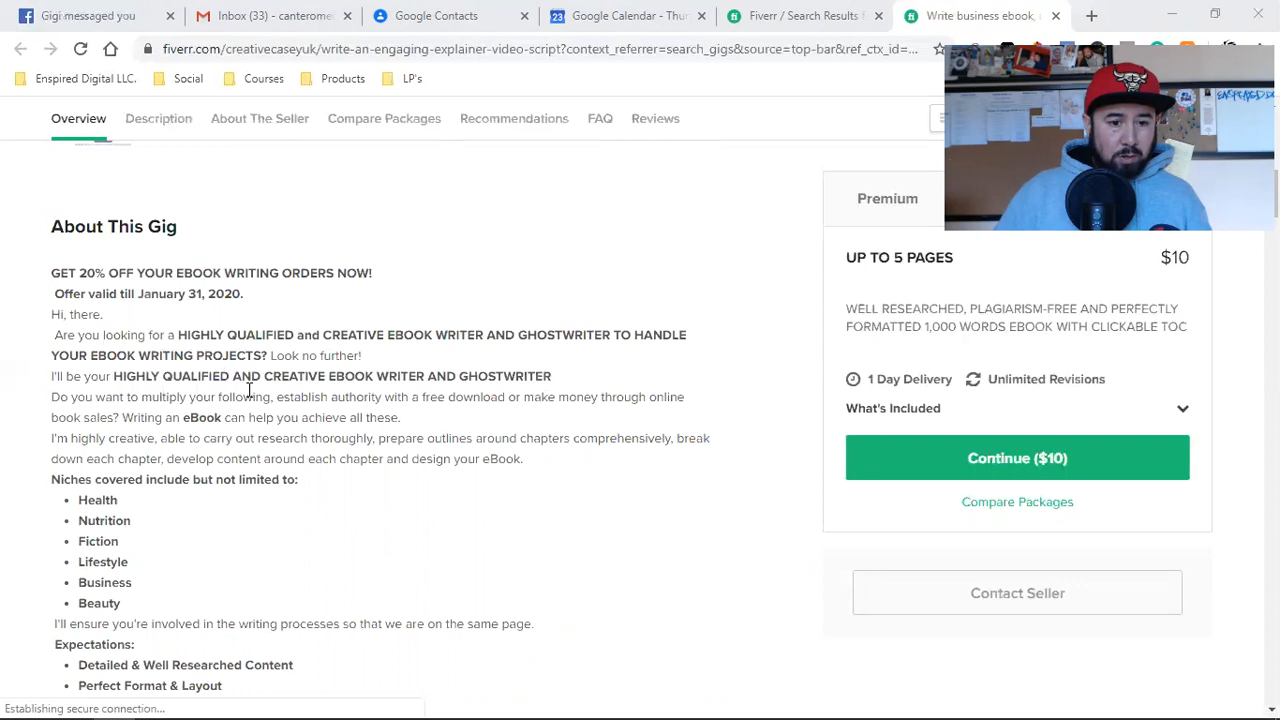 Gigi messaged you
Inbox (33) - canterome
Google Contacts
Google Calendar - Thu
Fiverr / Search Results f
Write business ebook,
fiverr.com/creativecaseyuk/write-an-engaging-explainer-video-script?context_referrer=search_gigs&source=top-bar&ref_ctx_id=...
Enspired Digital LLC.
Social
Courses
Products
LP's
Overview
Description
About The Seller
Compare Packages
Recommendations
FAQ
Reviews
About This Gig
GET 20% OFF YOUR EBOOK WRITING ORDERS NOW!
Offer valid till January 31, 2020.
Hi, there.
Are you looking for a HIGHLY QUALIFIED and CREATIVE EBOOK WRITER AND GHOSTWRITER TO HANDLE
YOUR EBOOK WRITING PROJECTS? Look no further!
I'll be your HIGHLY QUALIFIED AND CREATIVE EBOOK WRITER AND GHOSTWRITER
Do you want to multiply your following, establish authority with a free download or make money through online
book sales? Writing an eBook can help you achieve all these.
I'm highly creative, able to carry out research thoroughly, prepare outlines around chapters comprehensively, break
down each chapter, develop content around each chapter and design your eBook.
Niches covered include but not limited to:
Health
Nutrition
Fiction
Lifestyle
Business
Beauty
I'll ensure you're involved in the writing processes so that we are on the same page.
Expectations:
Detailed & Well Researched Content
Perfect Format & Layout
Premium
UP TO 5 PAGES
$10
WELL RESEARCHED, PLAGIARISM-FREE AND PERFECTLY
FORMATTED 1,000 WORDS EBOOK WITH CLICKABLE TOC
1 Day Delivery
Unlimited Revisions
What's Included
Continue ($10)
Compare Packages
Contact Seller
Establishing secure connection...